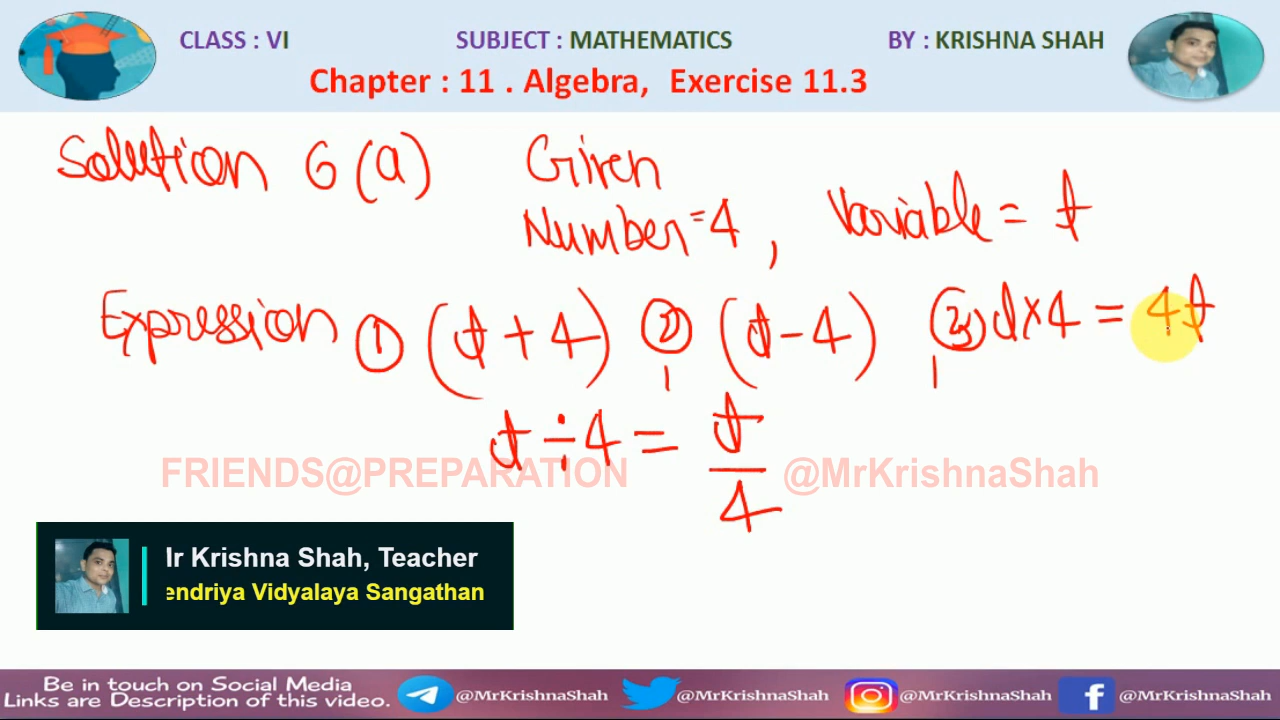 CLASS : VI SUBJECT : MATHEMATICS BY : KRISHNA SHAH
Chapter : 11 . Algebra, Exercise 11.3
Solution 6 (a) Given
Number = 4 , Variable = t
Expression ① (t + 4) ② (t - 4) ③ t × 4 = 4t
t ÷ 4 = t/4
FRIENDS@PREPARATION @MrKrishnaShah
Ir Krishna Shah, Teacher
endriya Vidyalaya Sangathan
Be in touch on Social Media
Links are Description of this video.
@MrKrishnaShah @MrKrishnaShah @MrKrishnaShah @MrKrishnaShah